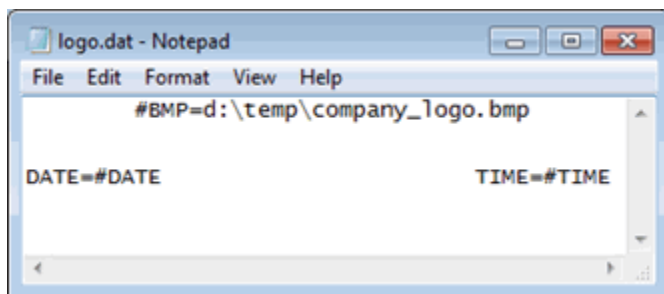 logo.dat - Notepad
File Edit Format View Help
#BMP=d:\temp\company_logo.bmp
DATE=#DATE TIME=#TIME